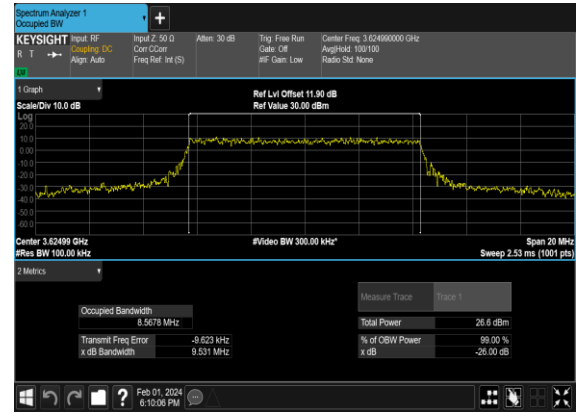 Spectrum Analyzer 1
Occupied BW
KEYSIGHT Input: RF Input Z: 50 Ω Atten: 30 dB Trig: Free Run Center Freq: 3.624990000 GHz
R T Coupling: DC Corr CCorr Gate: Off Avg|Hold: 100/100
Align: Auto Freq Ref: Int (S) #IF Gain: Low Radio Std: None
LU
1 Graph
Ref Lvl Offset 11.90 dB
Scale/Div 10.0 dB Ref Value 30.00 dBm
Log
20.0
10.0
0.00
-10.0
-20.0
-30.0
-40.0
-50.0
-60.0
Center 3.62499 GHz #Video BW 300.00 kHz* Span 20 MHz
#Res BW 100.00 kHz Sweep 2.53 ms (1001 pts)
2 Metrics
Measure Trace Trace 1
Occupied Bandwidth
8.5678 MHz Total Power 26.6 dBm
Transmit Freq Error -9.623 kHz % of OBW Power 99.00 %
x dB Bandwidth 9.531 MHz x dB -26.00 dB
?
Feb 01, 2024
6:10:06 PM